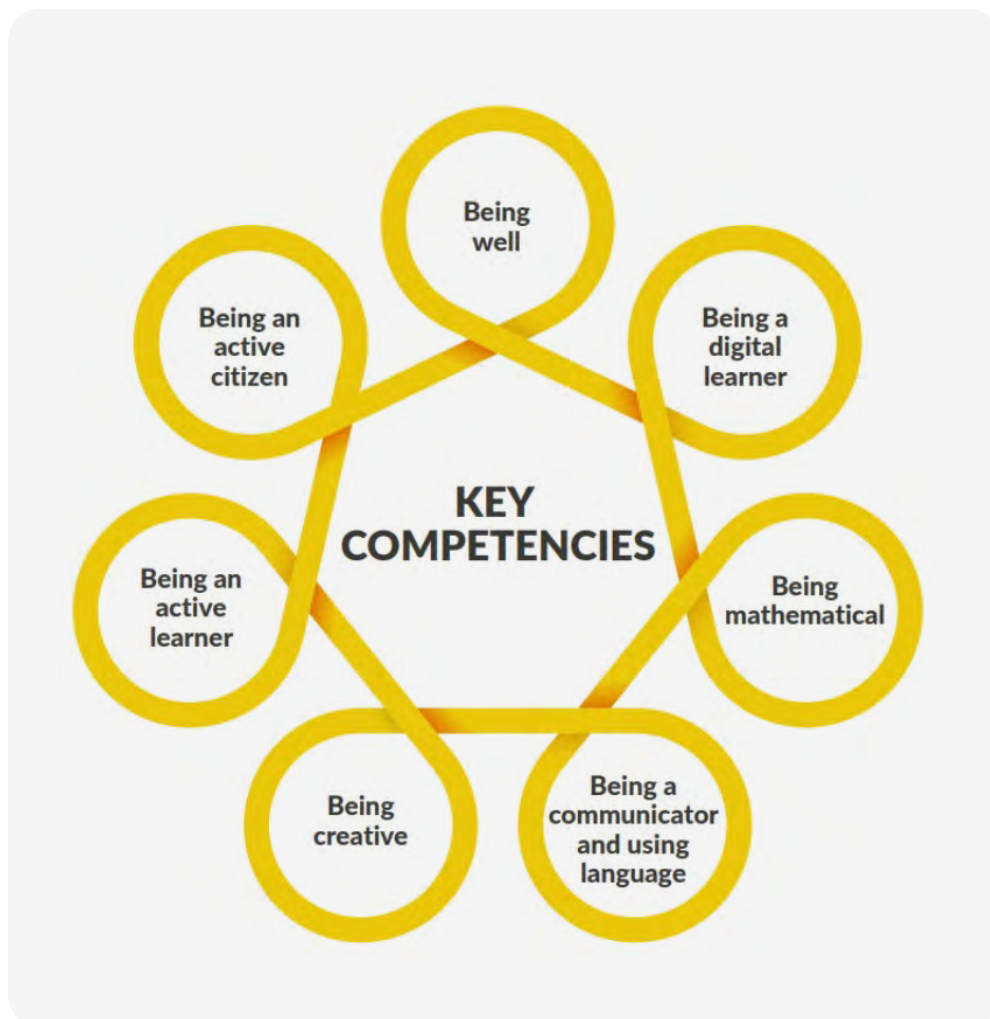 Being
well
Being a
digital
learner
Being
mathematical
Being a
communicator
and using
language
Being
creative
Being an
active
learner
Being an
active
citizen
KEY
COMPETENCIES